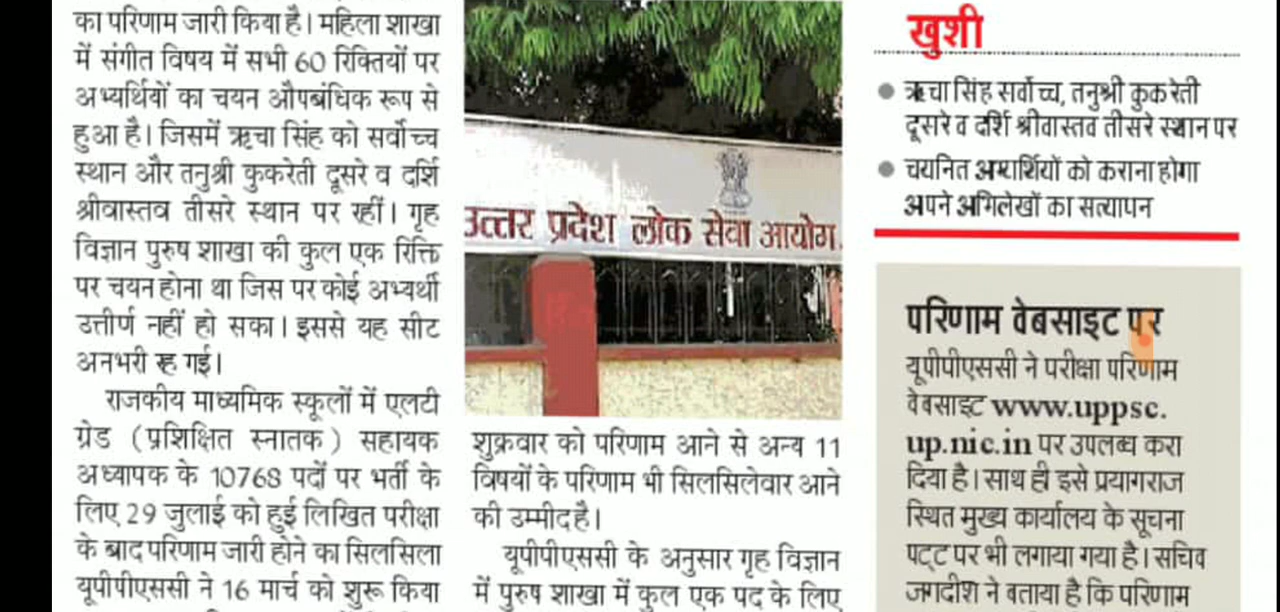 का परिणाम जारी किया है। महिला शाखा
में संगीत विषय में सभी 60 रिक्तियों पर
अभ्यर्थियों का चयन औपबंधिक रूप से
हुआ है। जिसमें ऋचा सिंह को सर्वोच्च
स्थान और तनुश्री कुकरेती दूसरे व दर्शि
श्रीवास्तव तीसरे स्थान पर रहीं। गृह
विज्ञान पुरुष शाखा की कुल एक रिक्ति
पर चयन होना था जिस पर कोई अभ्यर्थी
उत्तीर्ण नहीं हो सका। इससे यह सीट
अनभरी रह गई।
राजकीय माध्यमिक स्कूलों में एलटी
ग्रेड (प्रशिक्षित स्नातक) सहायक
अध्यापक के 10768 पदों पर भर्ती के
लिए 29 जुलाई को हुई लिखित परीक्षा
के बाद परिणाम जारी होने का सिलसिला
यूपीपीएससी ने 16 मार्च को शुरू किया
उत्तर प्रदेश लोक सेवा आयोग
शुक्रवार को परिणाम आने से अन्य 11
विषयों के परिणाम भी सिलसिलेवार आने
की उम्मीद है।
यूपीपीएससी के अनुसार गृह विज्ञान
में पुरुष शाखा में कुल एक पद के लिए
खुशी
ऋचा सिंह सर्वोच्च, तनुश्री कुकरेती
दूसरे व दर्शि श्रीवास्तव तीसरे स्थान पर
चयनित अभ्यर्थियों को कराना होगा
अपने अभिलेखों का सत्यापन
परिणाम वेबसाइट पर
यूपीपीएससी ने परीक्षा परिणाम
वेबसाइट www.uppsc.
up.nic.in पर उपलब्ध करा
दिया है। साथ ही इसे प्रयागराज
स्थित मुख्य कार्यालय के सूचना
पट्ट पर भी लगाया गया है। सचिव
जगदीश ने बताया है कि परिणाम